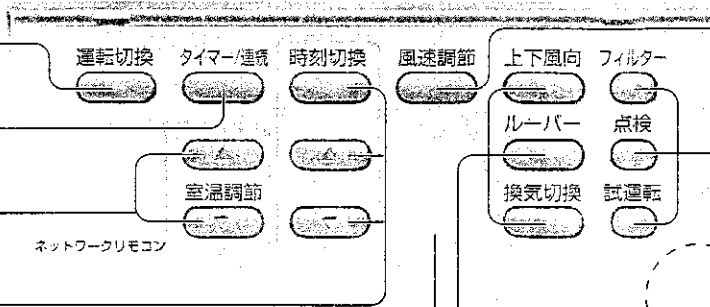 運転切換 タイマー/連続 時刻切換 風速調節 上下風向 フィルター
ルーバー 点検
室温調節 換気切換 試運転
ネットワークリモコン